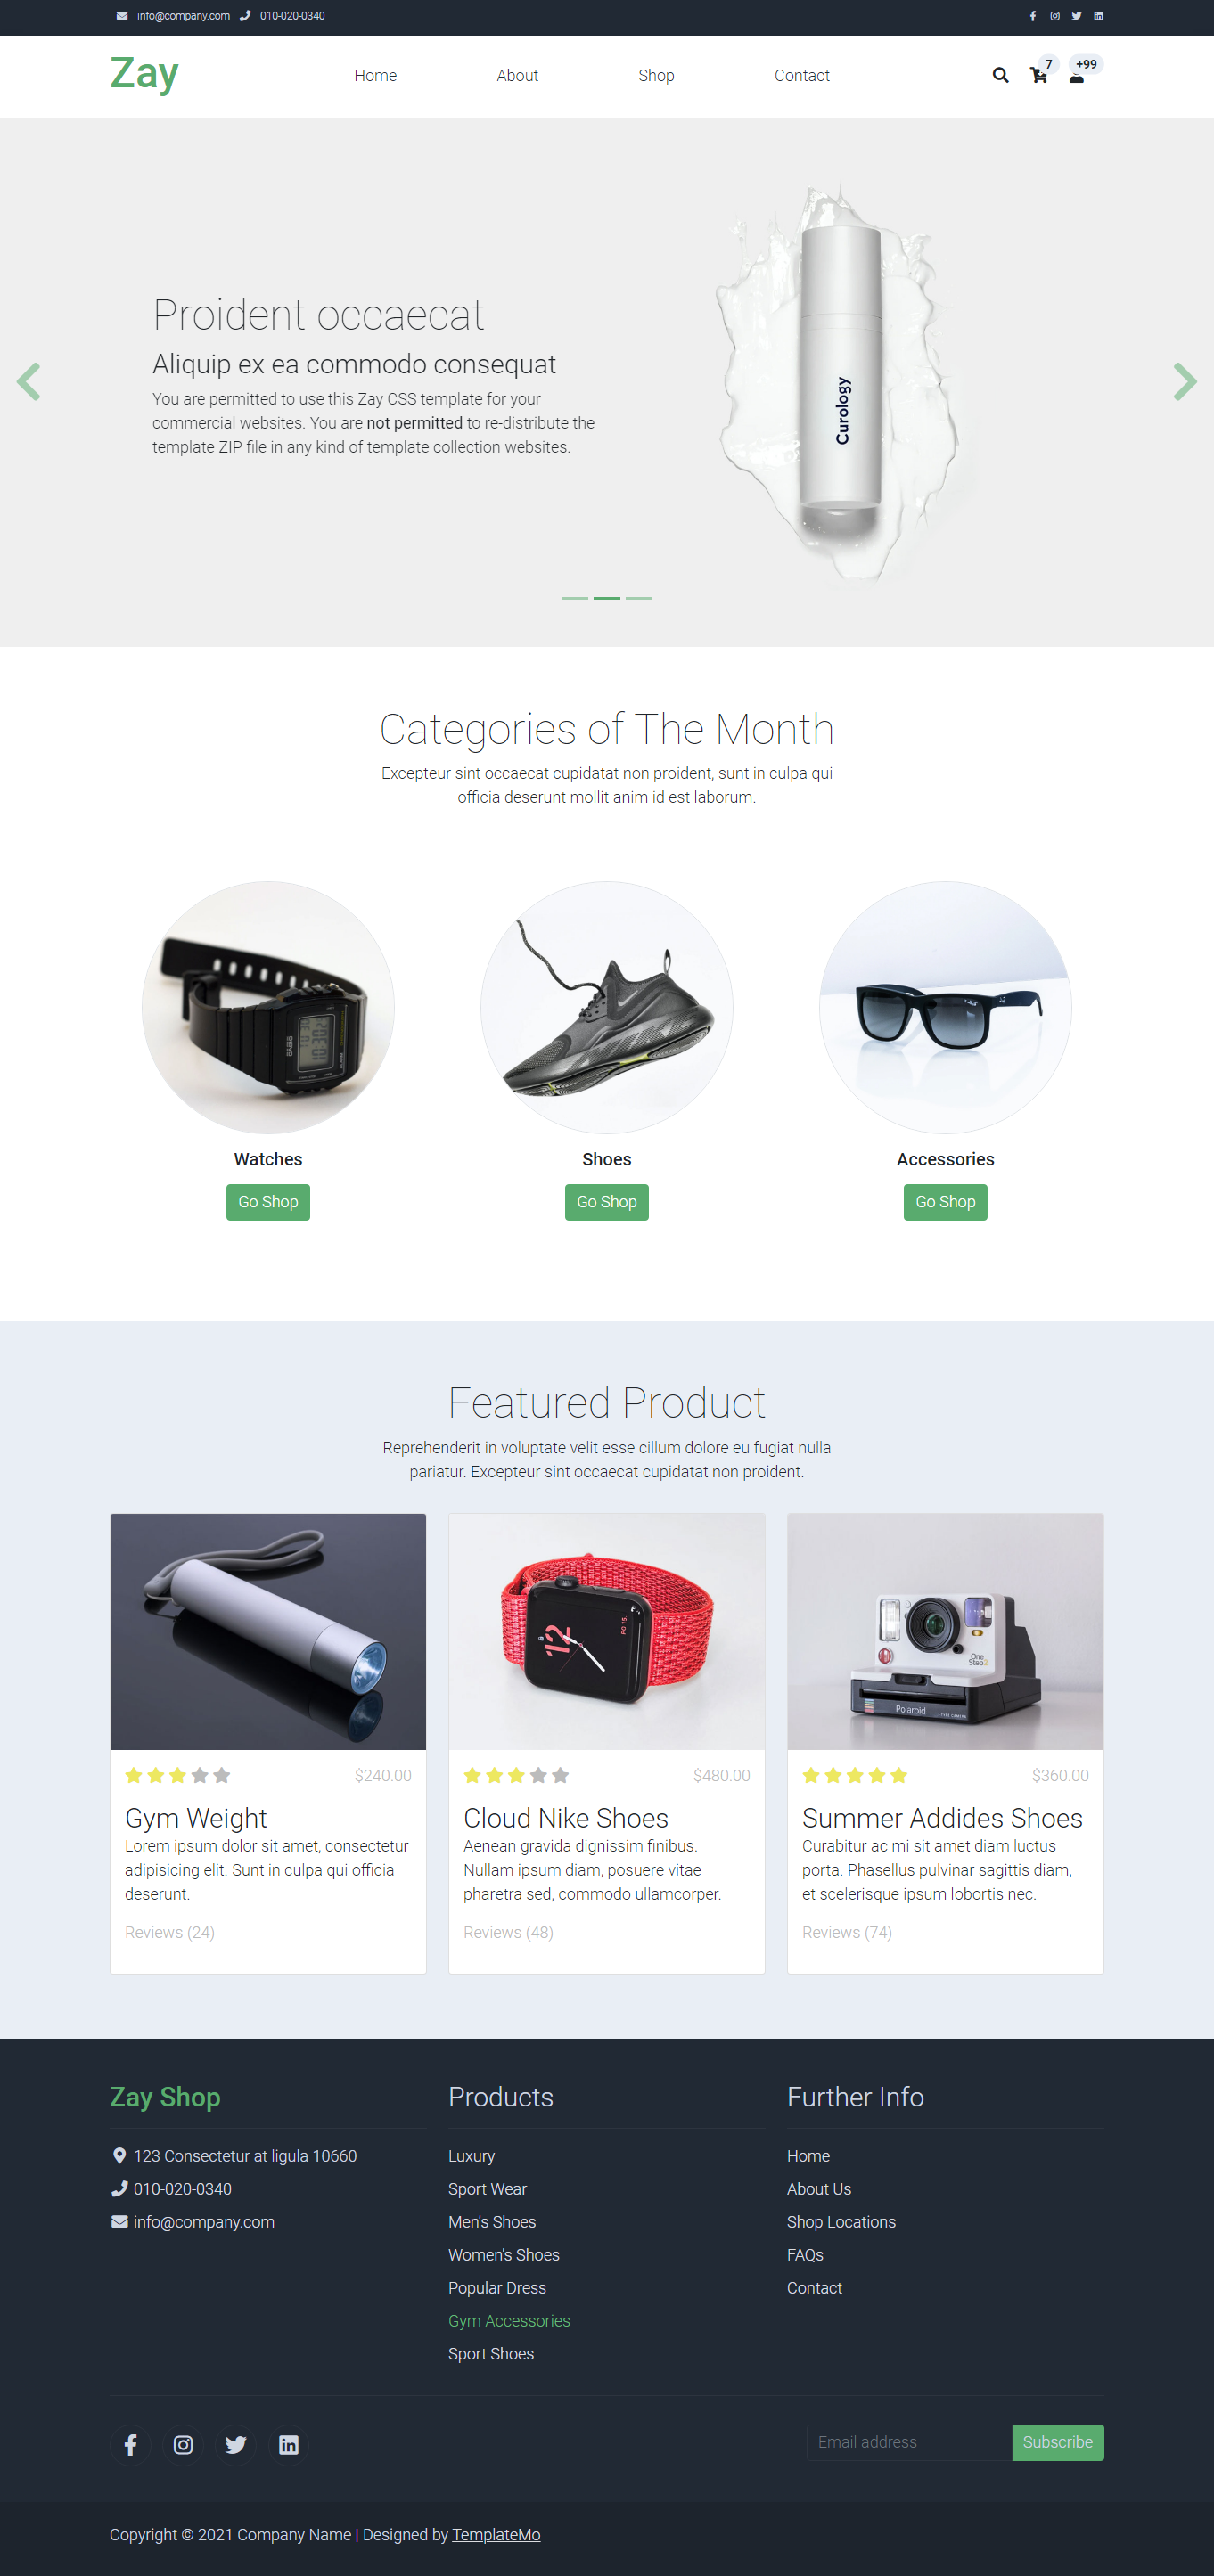 info@company.com 010-020-0340
Zay Home About Shop Contact 7 +99
Proident occaecat
Aliquip ex ea commodo consequat
You are permitted to use this Zay CSS template for your
commercial websites. You are not permitted to re-distribute the
template ZIP file in any kind of template collection websites.
Curology
Categories of The Month
Excepteur sint occaecat cupidatat non proident, sunt in culpa qui
officia deserunt mollit anim id est laborum.
CASIO
10:30
Watches Shoes Accessories
Go Shop Go Shop Go Shop
Featured Product
Reprehenderit in voluptate velit esse cillum dolore eu fugiat nulla
pariatur. Excepteur sint occaecat cupidatat non proident.
12
One
Step2
Polaroid
$240.00 $480.00 $360.00
Gym Weight
Lorem ipsum dolor sit amet, consectetur
adipisicing elit. Sunt in culpa qui officia
deserunt.
Reviews (24)
Cloud Nike Shoes
Aenean gravida dignissim finibus.
Nullam ipsum diam, posuere vitae
pharetra sed, commodo ullamcorper.
Reviews (48)
Summer Addides Shoes
Curabitur ac mi sit amet diam luctus
porta. Phasellus pulvinar sagittis diam,
et scelerisque ipsum lobortis nec.
Reviews (74)
Zay Shop
123 Consectetur at ligula 10660
010-020-0340
info@company.com
Products
Luxury
Sport Wear
Men's Shoes
Women's Shoes
Popular Dress
Gym Accessories
Sport Shoes
Further Info
Home
About Us
Shop Locations
FAQs
Contact
Email address Subscribe
Copyright © 2021 Company Name | Designed by TemplateMo